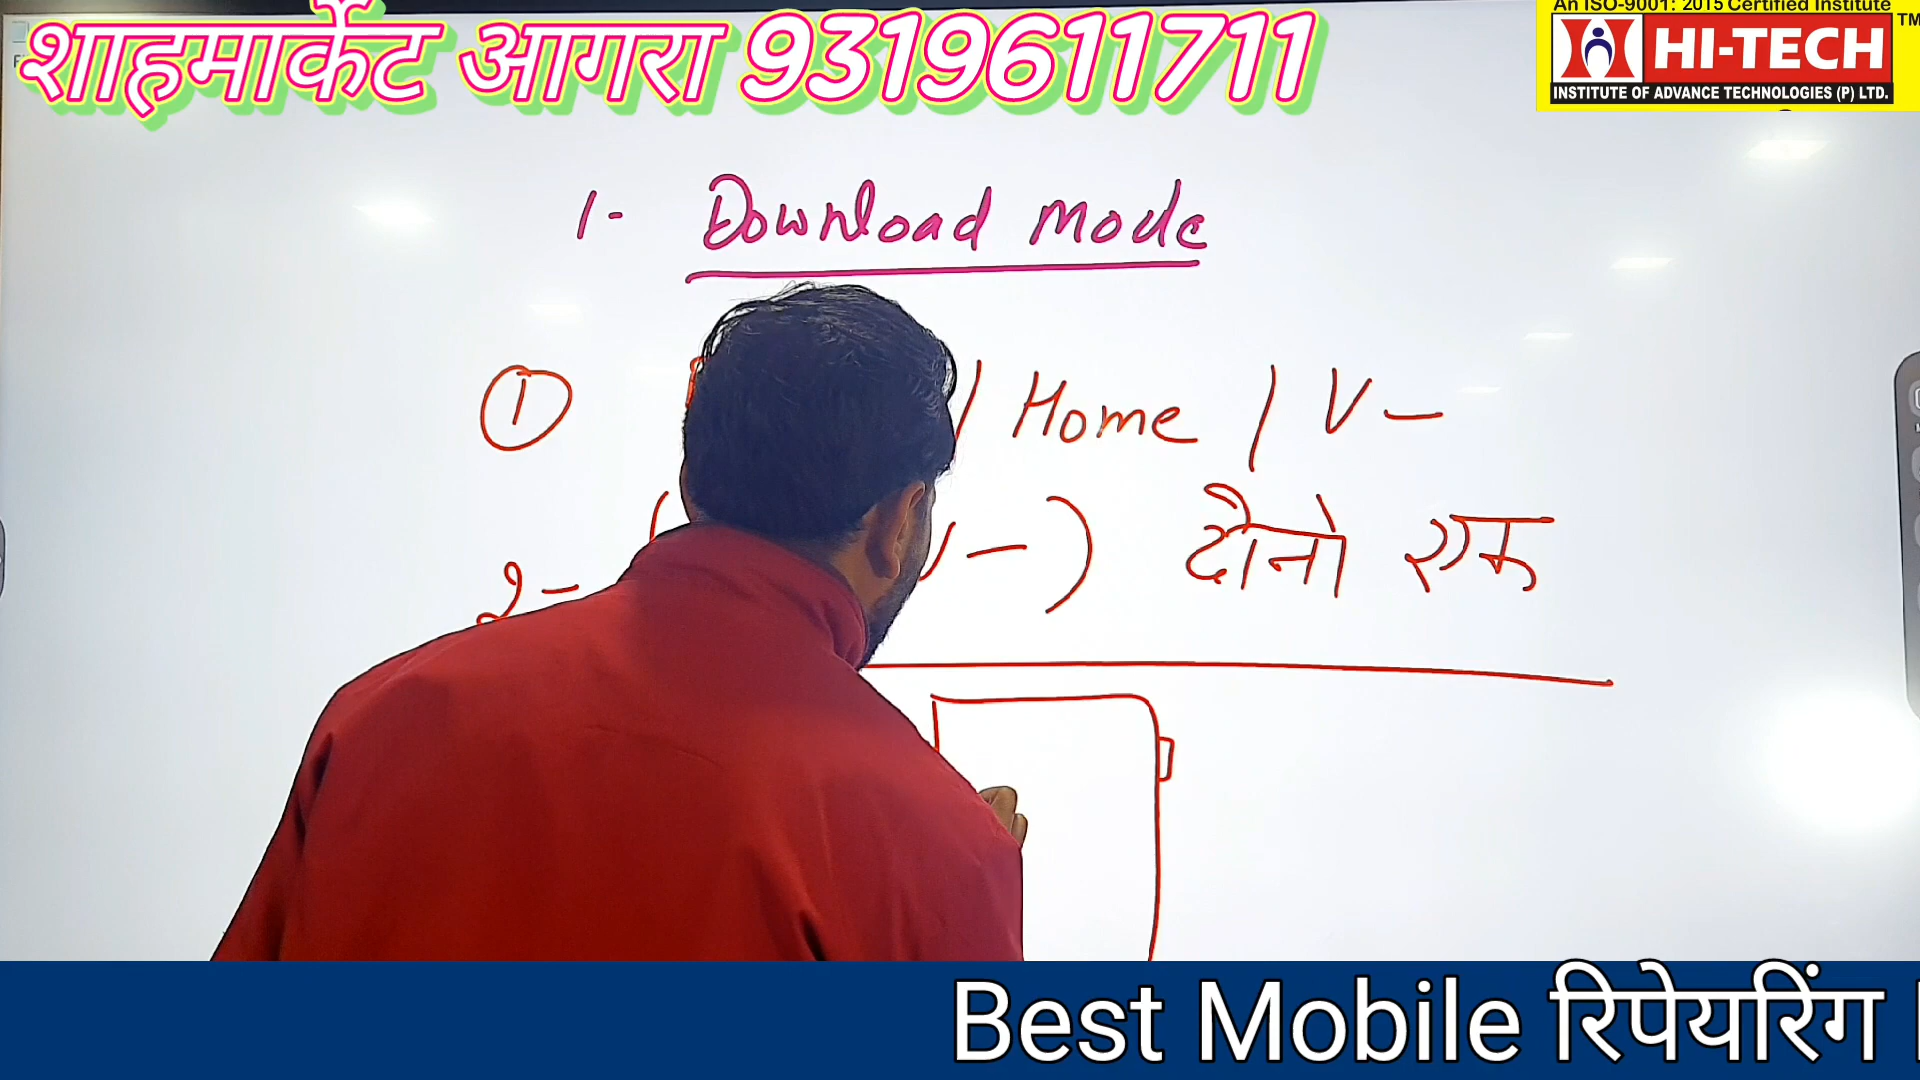 शाहमार्केट आगरा 9319611711
An ISO-9001: 2015 Certified Institute
HI-TECH TM
INSTITUTE OF ADVANCE TECHNOLOGIES (P) LTD.
1- Download Mode
① / Home / V-
2- V-) दौनो एक
Best Mobile रिपेयरिंग